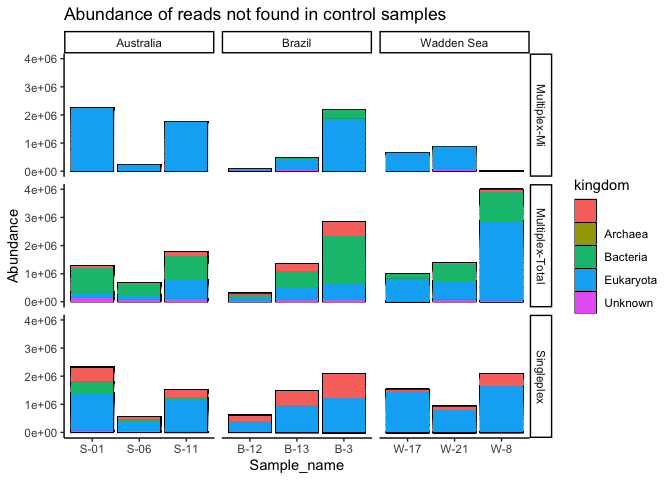 Abundance of reads not found in control samples
Australia
Brazil
Wadden Sea
4e+06
3e+06
2e+06
1e+06
0e+00
Multiplex-Mi
4e+06
3e+06
2e+06
1e+06
0e+00
Multiplex-Total
4e+06
3e+06
2e+06
1e+06
0e+00
Singleplex
Abundance
S-01 S-06 S-11 B-12 B-13 B-3 W-17 W-21 W-8
Sample_name
kingdom
Archaea
Bacteria
Eukaryota
Unknown